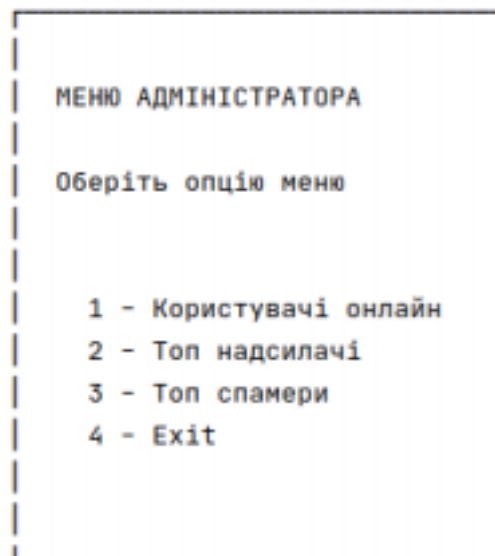 МЕНЮ АДМІНІСТРАТОРА
Оберіть опцію меню
1 - Користувачі онлайн
2 - Топ надсилачі
3 - Топ спамери
4 - Exit